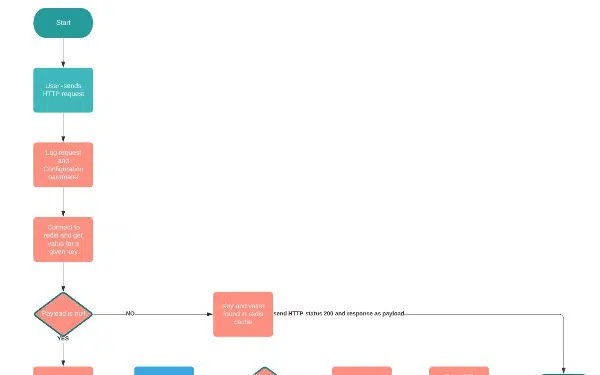 Start
User -sends
HTTP request
Log request
and
Configuration
parameter
Connect to
redis and get
value for a
given key
Payload is null
NO
Key and value
found in redis
cache
send HTTP status 200 and response as payload
YES